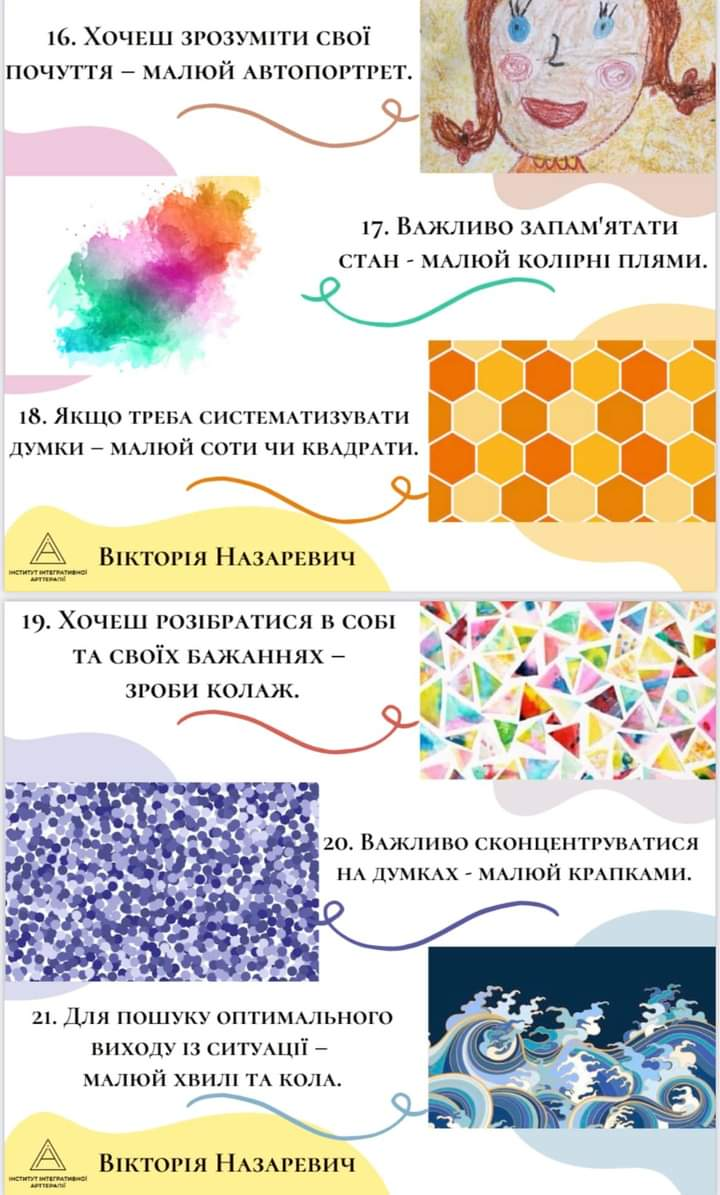 16. Хочеш зрозуміти свої
почуття – малюй автопортрет.
17. Важливо запам'ятати
стан - малюй колірні плями.
18. Якщо треба систематизувати
думки – малюй соти чи квадрати.
ІНСТИТУТ ІНТЕГРАТИВНОЇ
АРТТЕРАПІЇ
Вікторія Назаревич
19. Хочеш розібратися в собі
та своїх бажаннях –
зроби колаж.
20. Важливо сконцентруватися
на думках - малюй крапками.
21. Для пошуку оптимального
виходу із ситуації –
малюй хвилі та кола.
ІНСТИТУТ ІНТЕГРАТИВНОЇ
АРТТЕРАПІЇ
Вікторія Назаревич